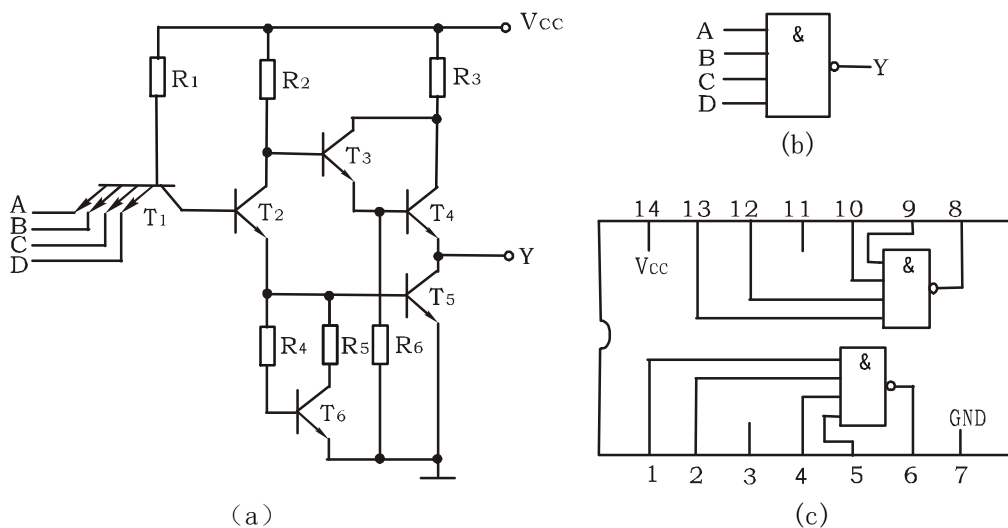 VCC
R1
R2
R3
T3
A
B
C
D
T1
T2
T4
Y
T5
R4
R5
R6
T6
(a)
A
B
C
D
&
Y
(b)
14 13 12 11 10 9 8
VCC
&
&
GND
1 2 3 4 5 6 7
(c)